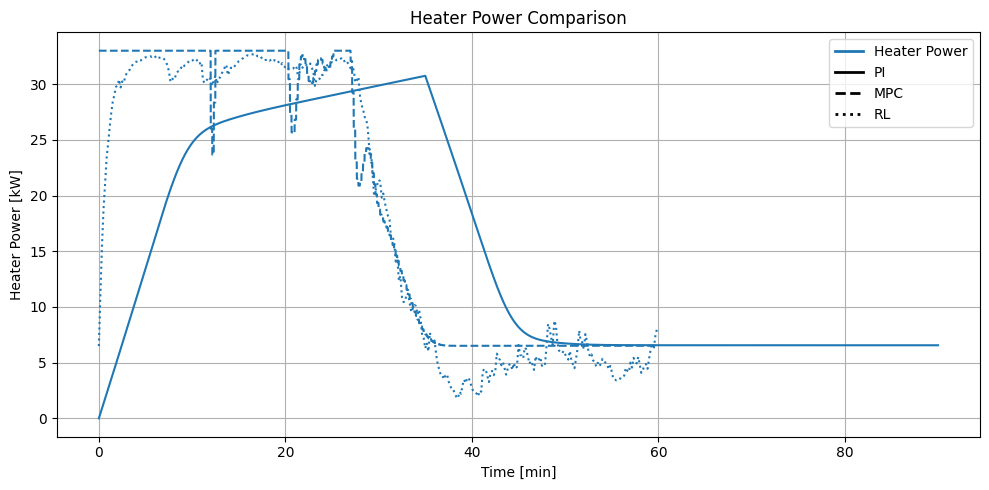 Heater Power Comparison
Heater Power
PI
MPC
RL
Heater Power [kW]
30
25
20
15
10
5
0
0 20 40 60 80
Time [min]